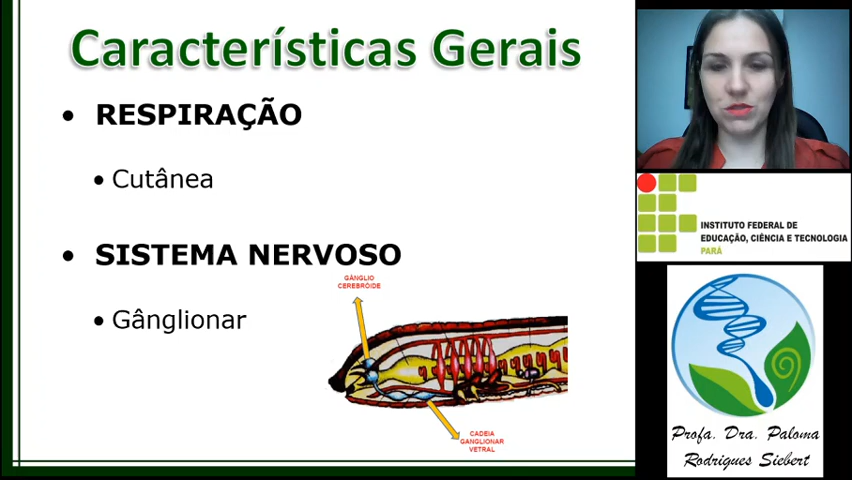 Características Gerais
• RESPIRAÇÃO
• Cutânea
• SISTEMA NERVOSO
GÂNGLIO
CEREBRÓIDE
• Gânglionar
CADEIA
GANGLIONAR
VETRAL
INSTITUTO FEDERAL DE
EDUCAÇÃO, CIÊNCIA E TECNOLOGIA
PARÁ
Profa. Dra. Paloma
Rodrigues Siebert